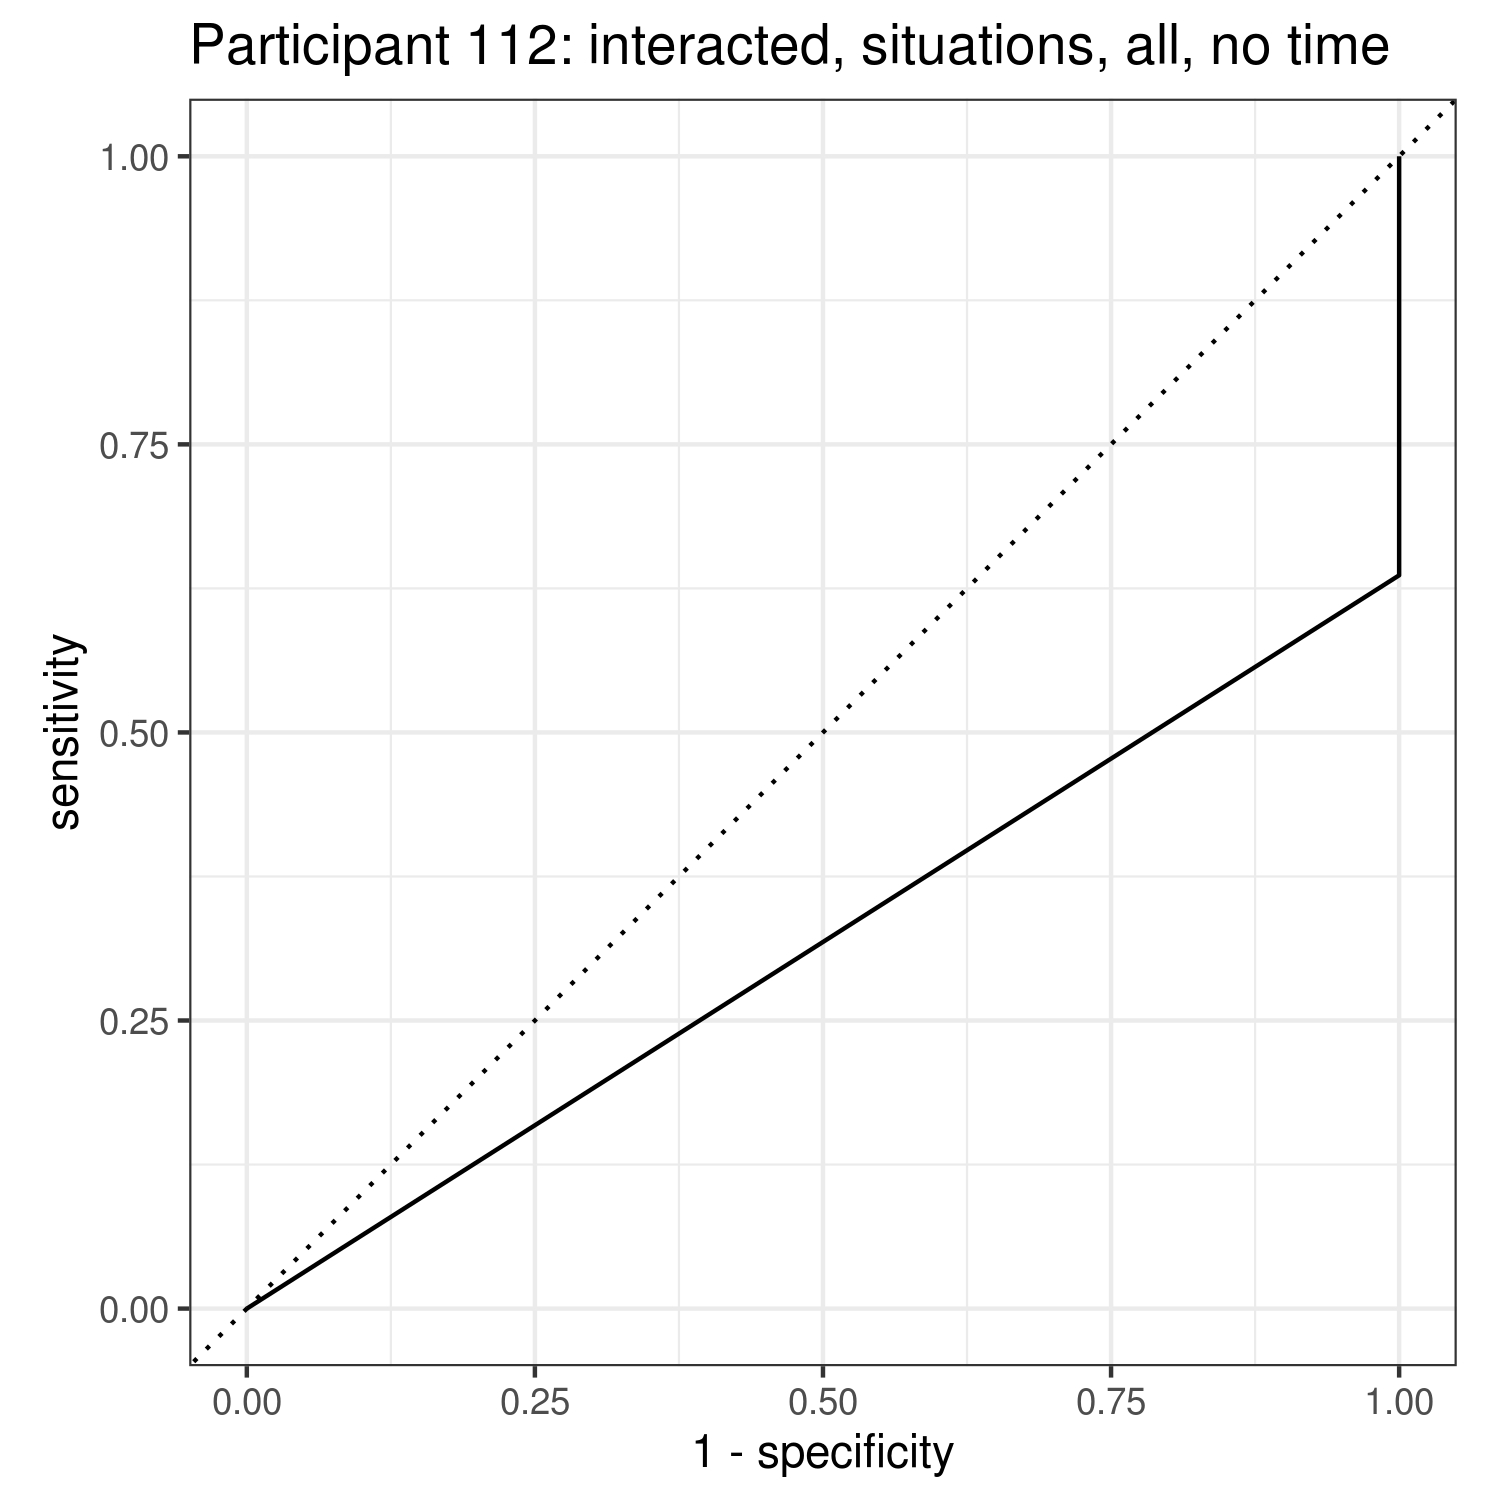 Participant 112: interacted, situations, all, no time
1.00
0.75
0.50
0.25
0.00
sensitivity
0.00 0.25 0.50 0.75 1.00
1 - specificity